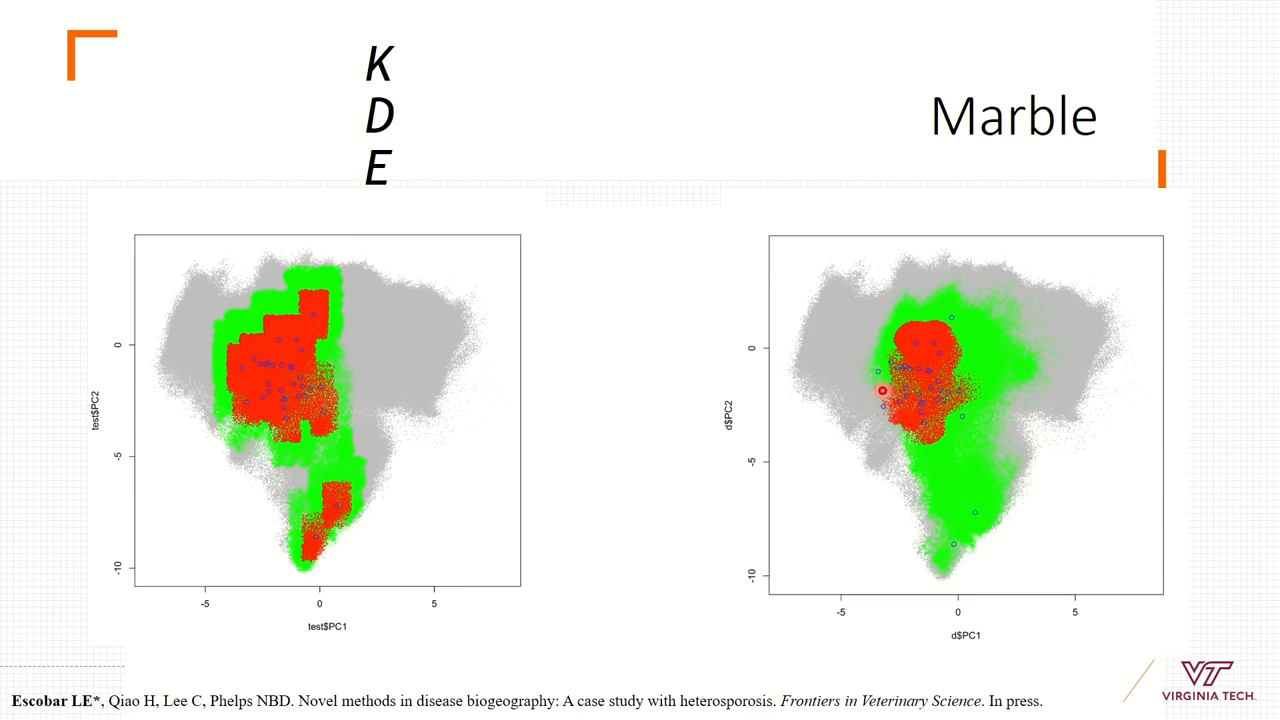 K
D
E
Marble
0
-5
-10
test$PC2
-5
0
5
test$PC1
0
-5
-10
d$PC2
-5
0
5
d$PC1
VT
VIRGINIA TECH.
Escobar LE*, Qiao H, Lee C, Phelps NBD. Novel methods in disease biogeography: A case study with heterosporosis. Frontiers in Veterinary Science. In press.